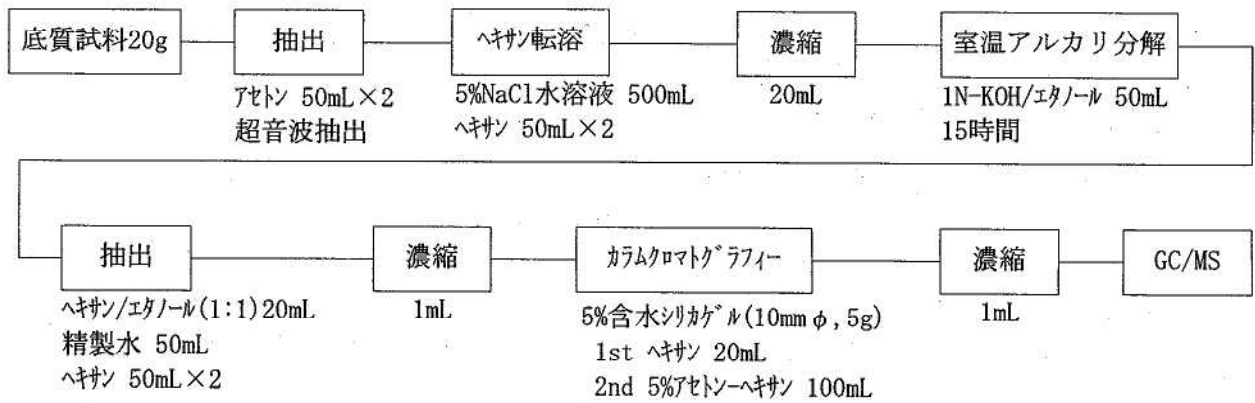 底質試料20g
抽出
ﾍｷｻﾝ転溶
濃縮
室温アルカリ分解
ｱｾﾄﾝ 50mL×2
超音波抽出
5%NaCl水溶液 500mL
ﾍｷｻﾝ 50mL×2
20mL
1N-KOH/ｴﾀﾉｰﾙ 50mL
15時間
抽出
濃縮
ｶﾗﾑｸﾛﾏﾄｸﾞﾗﾌｨｰ
濃縮
GC/MS
ﾍｷｻﾝ/ｴﾀﾉｰﾙ(1:1)20mL
精製水 50mL
ﾍｷｻﾝ 50mL×2
1mL
5%含水ｼﾘｶｹﾞﾙ(10mmφ,5g)
1st ﾍｷｻﾝ 20mL
2nd 5%ｱｾﾄﾝｰﾍｷｻﾝ 100mL
1mL